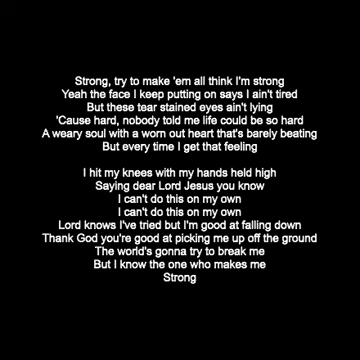 Strong, try to make 'em all think I'm strong
Yeah the face I keep putting on says I ain't tired
But these tear stained eyes ain't lying
'Cause hard, nobody told me life could be so hard
A weary soul with a worn out heart that's barely beating
But every time I get that feeling
I hit my knees with my hands held high
Saying dear Lord Jesus you know
I can't do this on my own
I can't do this on my own
Lord knows I've tried but I'm good at falling down
Thank God you're good at picking me up off the ground
The world's gonna try to break me
But I know the one who makes me
Strong